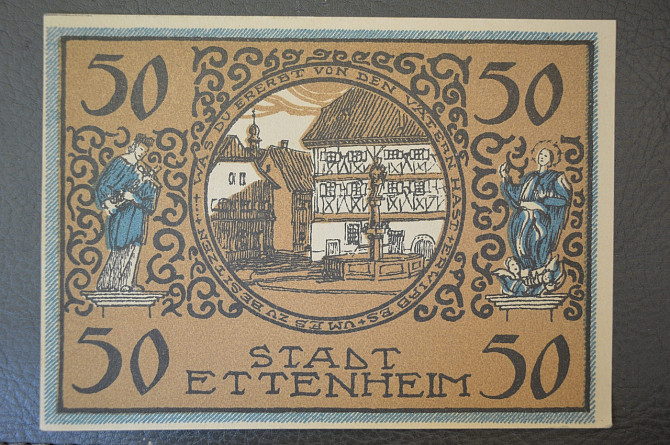 50
50
WAS DU ERERBT VON DEN VÄTERN HAST ERWIRB ES UM ES ZU BESITZEN
50
STADT
ETTENHEIM
50